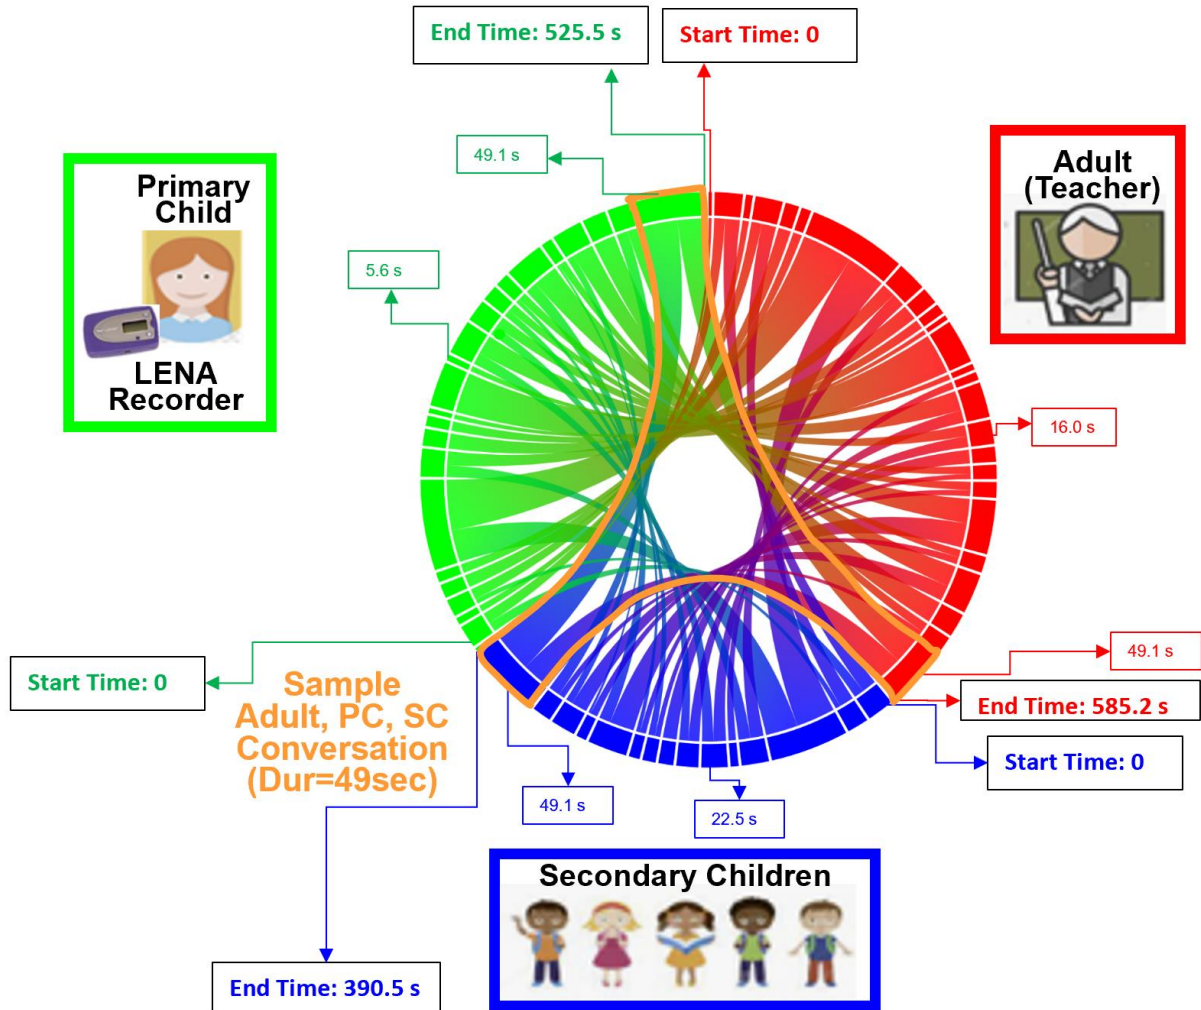 End Time: 525.5 s
Start Time: 0
49.1 s
Primary
Child
LENA
Recorder
Adult
(Teacher)
5.6 s
16.0 s
49.1 s
Start Time: 0
End Time: 585.2 s
Sample
Adult, PC, SC
Conversation
(Dur=49sec)
Start Time: 0
49.1 s
22.5 s
Secondary Children
End Time: 390.5 s